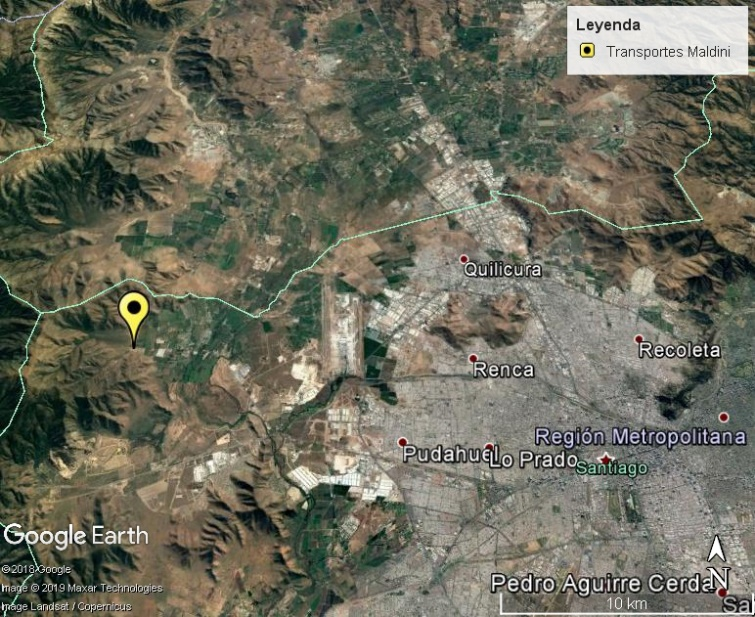 Leyenda
Transportes Maldini
Quilicura
Recoleta
Renca
Región Metropolitana
Pudahuel
Lo Prado
Santiago
Google Earth
©2018 Google
Image © 2019 Maxar Technologies
Image Landsat / Copernicus
Pedro Aguirre Cerda
N
10 km